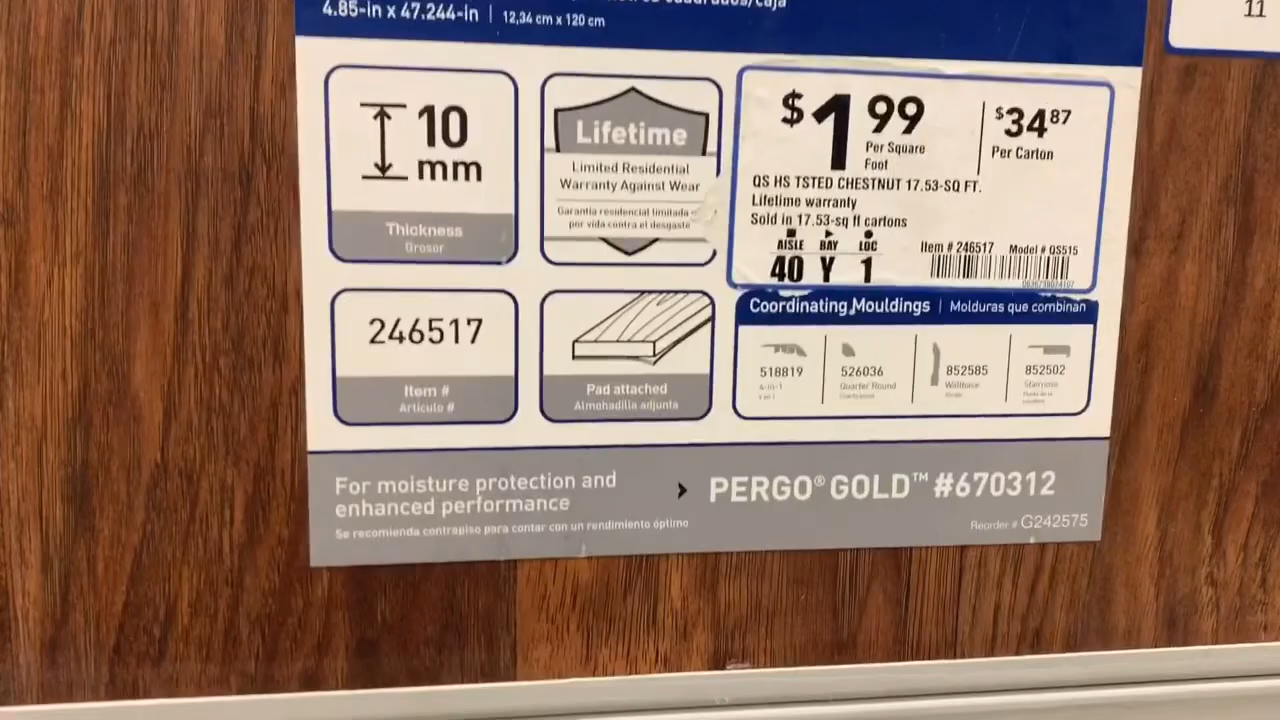 4.85-in x 47.244-in | 12,34 cm x 120 cm
11
10
mm
Thickness
Grosor
Lifetime
Limited Residential
Warranty Against Wear
Garantía residencial limitada
por vida contra el desgaste
$1 99
Per Square
Foot
$34 87
Per Carton
QS HS TSTED CHESTNUT 17.53-SQ FT.
Lifetime warranty
Sold in 17.53-sq ft cartons
AISLE BAY LOC
40 Y 1
Item # 246517 Model # QS515
246517
Item #
Artículo #
Pad attached
Almohadilla adjunta
Coordinating Mouldings | Molduras que combinan
518819 526036 852585 852502
4-in-1 Quarter Round Wallbase
For moisture protection and
enhanced performance
Se recomienda contrapiso para contar con un rendimiento óptimo
PERGO® GOLD™ #670312
Reorder # G242575